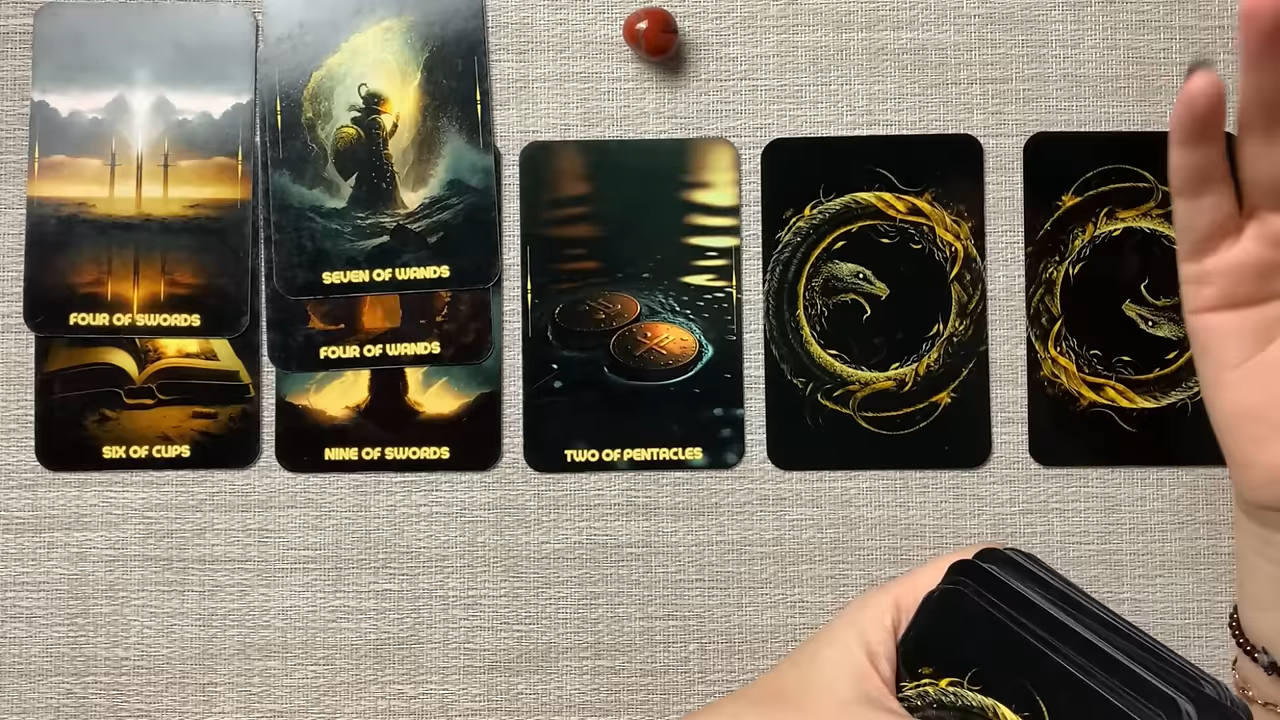 FOUR OF SWORDS
SIX OF CUPS
SEVEN OF WANDS
FOUR OF WANDS
NINE OF SWORDS
TWO OF PENTACLES